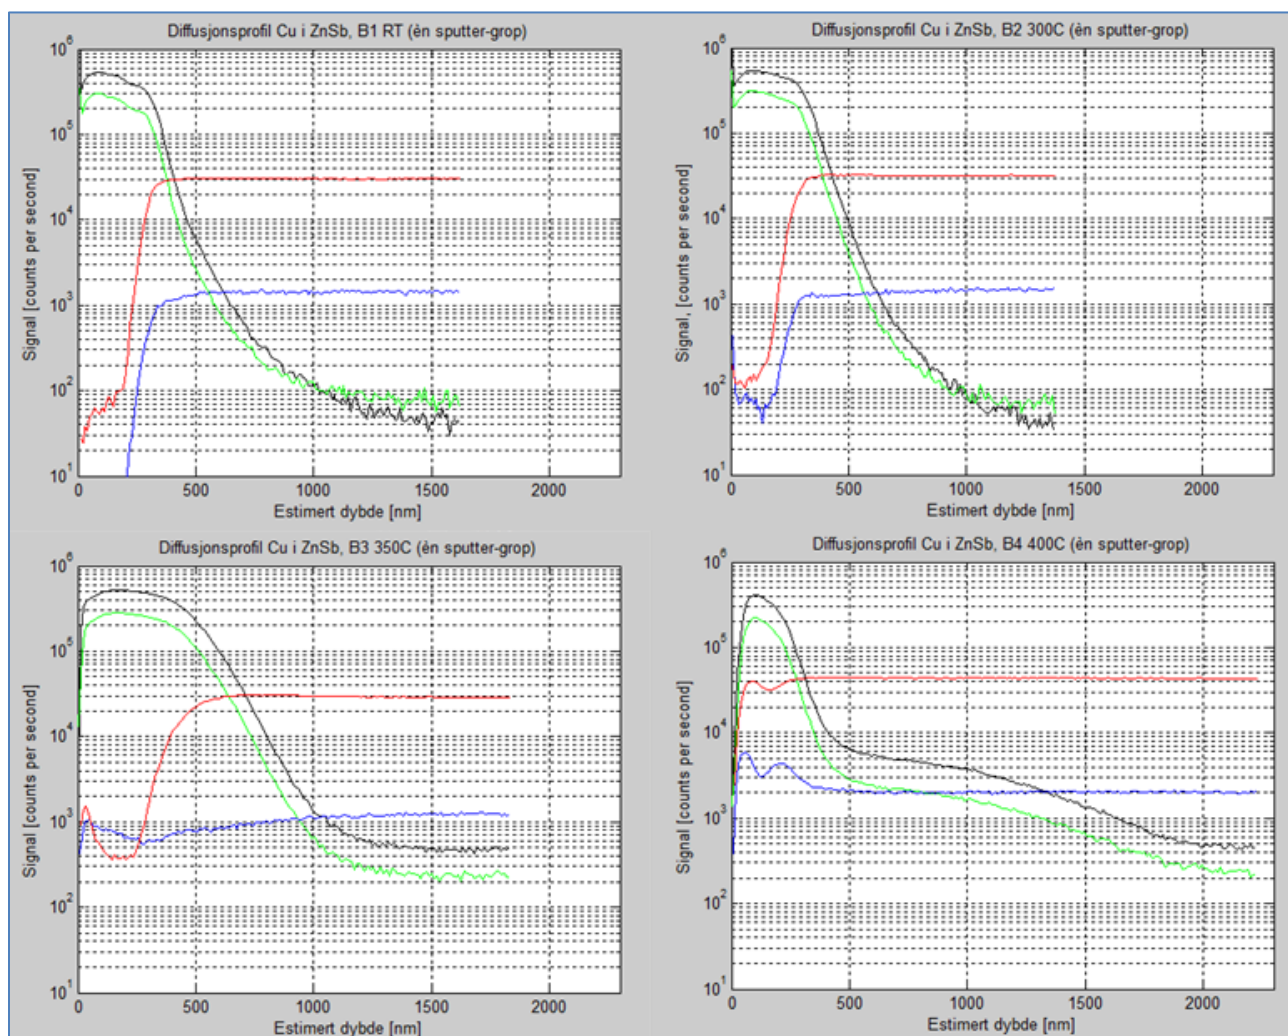 Diffusjonsprofil Cu i ZnSb, B1 RT (èn sputter-grop)
Signal [counts per second]
10^6
10^5
10^4
10^3
10^2
10^1
0 500 1000 1500 2000
Estimert dybde [nm]
Diffusjonsprofil Cu i ZnSb, B2 300C (èn sputter-grop)
Signal, [counts per second]
10^6
10^5
10^4
10^3
10^2
10^1
0 500 1000 1500 2000
Estimert dybde [nm]
Diffusjonsprofil Cu i ZnSb, B3 350C (èn sputter-grop)
Signal [counts per second]
10^6
10^5
10^4
10^3
10^2
10^1
0 500 1000 1500 2000
Estimert dybde [nm]
Diffusjonsprofil Cu i ZnSb, B4 400C (èn sputter-grop)
Signal [counts per second]
10^6
10^5
10^4
10^3
10^2
10^1
0 500 1000 1500 2000
Estimert dybde [nm]